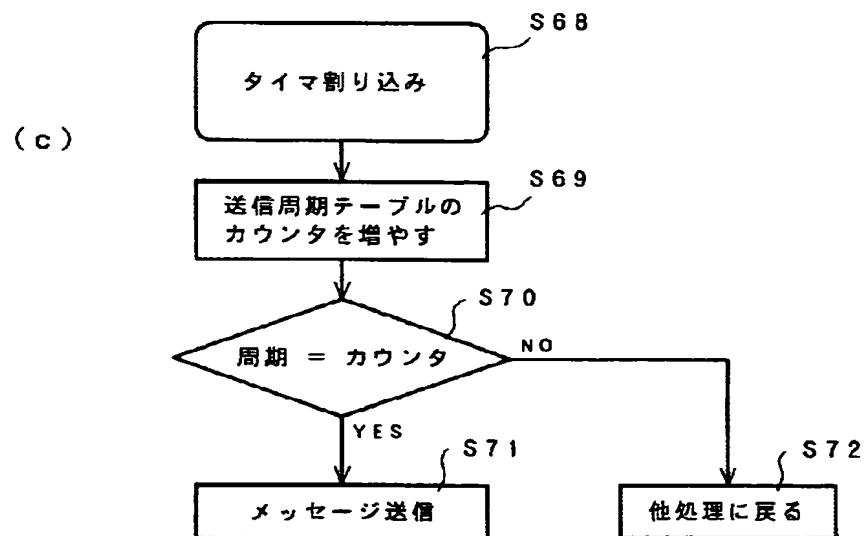 S68
タイマ割り込み
(c)
S69
送信周期テーブルの
カウンタを増やす
S70
周期 = カウンタ
NO
YES
S71
S72
メッセージ送信
他処理に戻る